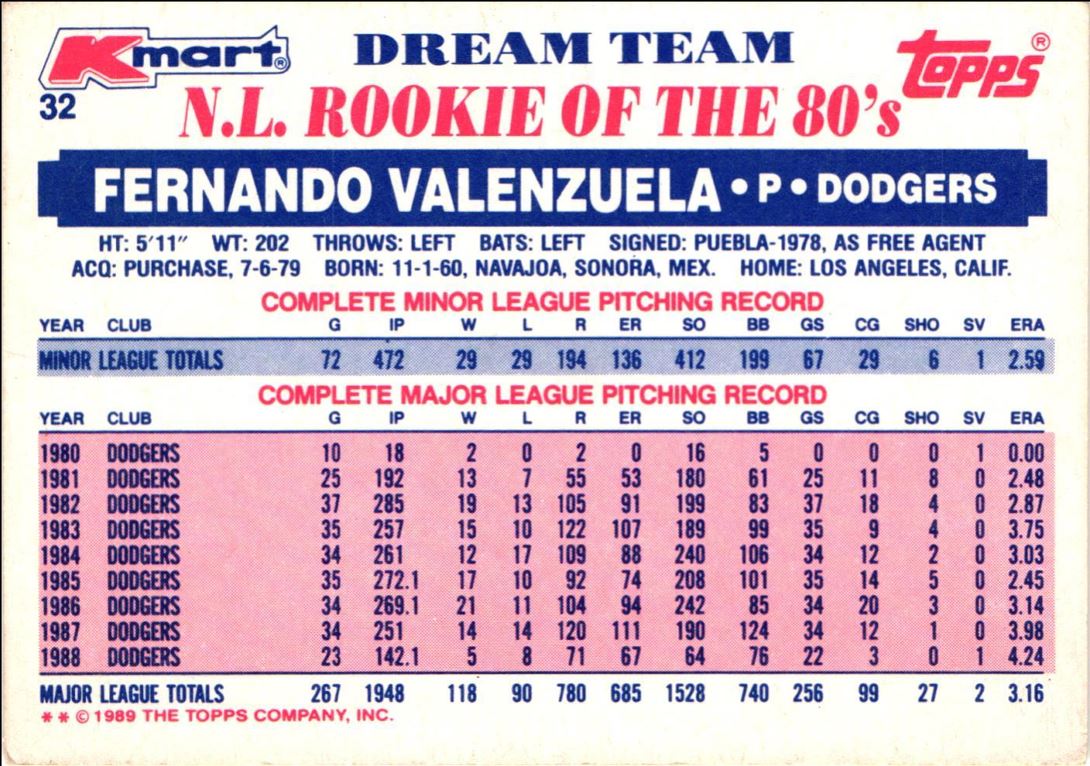 Kmart® DREAM TEAM Topps®
32 N.L. ROOKIE OF THE 80's
FERNANDO VALENZUELA • P • DODGERS
HT: 5'11" WT: 202 THROWS: LEFT BATS: LEFT SIGNED: PUEBLA-1978, AS FREE AGENT
ACQ: PURCHASE, 7-6-79 BORN: 11-1-60, NAVAJOA, SONORA, MEX. HOME: LOS ANGELES, CALIF.
COMPLETE MINOR LEAGUE PITCHING RECORD
YEAR CLUB G IP W L R ER SO BB GS CG SHO SV ERA
MINOR LEAGUE TOTALS 72 472 29 29 194 136 412 199 67 29 6 1 2.59
COMPLETE MAJOR LEAGUE PITCHING RECORD
YEAR CLUB G IP W L R ER SO BB GS CG SHO SV ERA
1980 DODGERS 10 18 2 0 2 0 16 5 0 0 0 1 0.00
1981 DODGERS 25 192 13 7 55 53 180 61 25 11 8 0 2.48
1982 DODGERS 37 285 19 13 105 91 199 83 37 18 4 0 2.87
1983 DODGERS 35 257 15 10 122 107 189 99 35 9 4 0 3.75
1984 DODGERS 34 261 12 17 109 88 240 106 34 12 2 0 3.03
1985 DODGERS 35 272.1 17 10 92 74 208 101 35 14 5 0 2.45
1986 DODGERS 34 269.1 21 11 104 94 242 85 34 20 3 0 3.14
1987 DODGERS 34 251 14 14 120 111 190 124 34 12 1 0 3.98
1988 DODGERS 23 142.1 5 8 71 67 64 76 22 3 0 1 4.24
MAJOR LEAGUE TOTALS 267 1948 118 90 780 685 1528 740 256 99 27 2 3.16
* * © 1989 THE TOPPS COMPANY, INC.